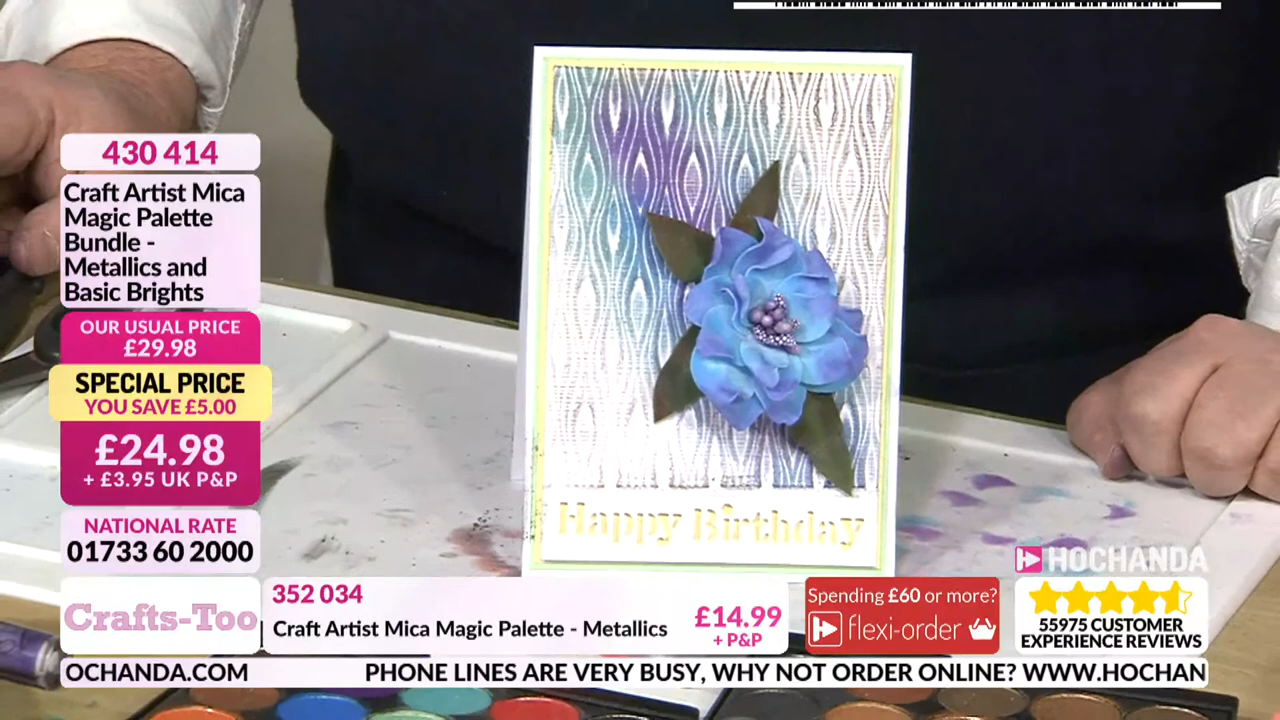 430 414
Craft Artist Mica
Magic Palette
Bundle -
Metallics and
Basic Brights
OUR USUAL PRICE
£29.98
SPECIAL PRICE
YOU SAVE £5.00
£24.98
+ £3.95 UK P&P
NATIONAL RATE
01733 60 2000
Happy Birthday
HOCHANDA
Crafts-Too
352 034
Craft Artist Mica Magic Palette - Metallics
£14.99
+ P&P
Spending £60 or more?
flexi-order
55975 CUSTOMER
EXPERIENCE REVIEWS
OCHANDA.COM PHONE LINES ARE VERY BUSY, WHY NOT ORDER ONLINE? WWW.HOCHAN